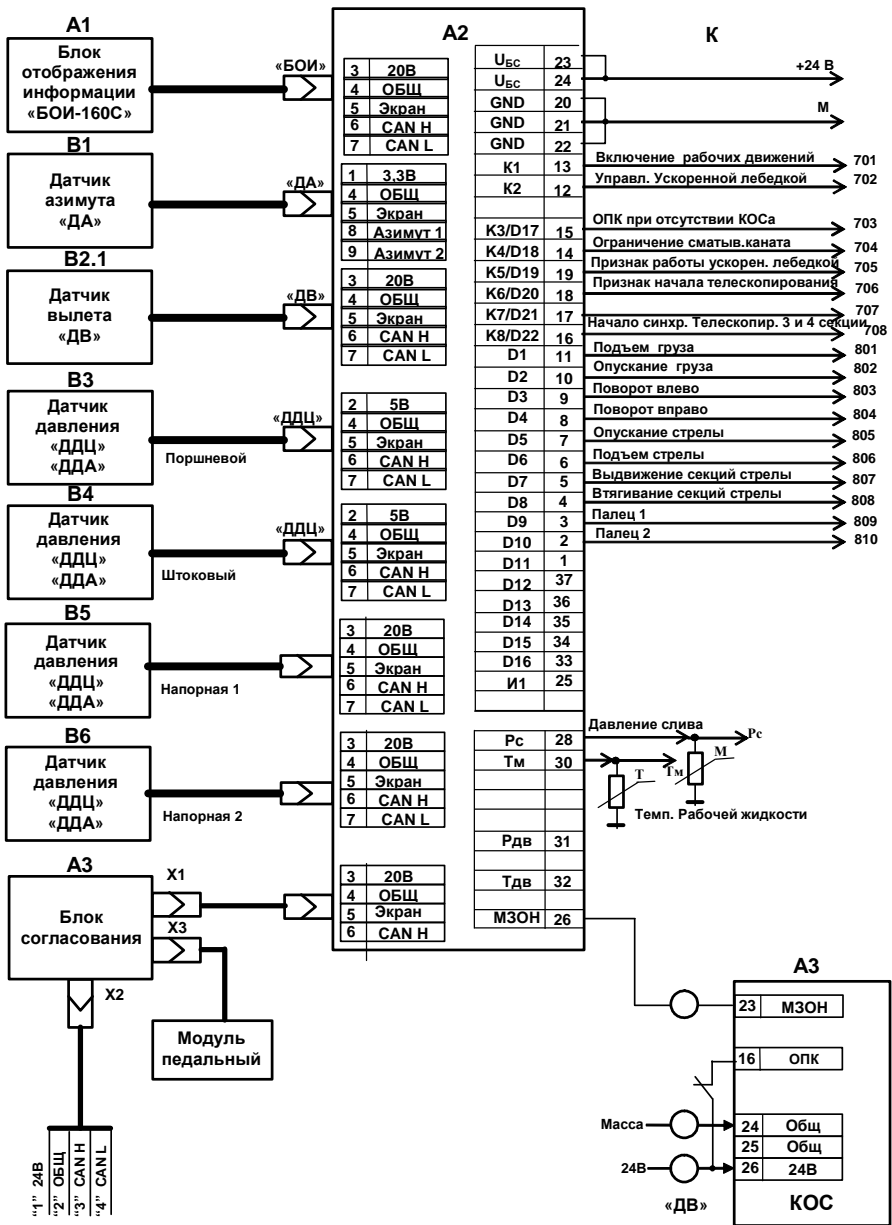 A1
Блок
отображения
информации
«БОИ-160С»
«БОИ»
B1
Датчик
азимута
«ДА»
«ДА»
B2.1
Датчик
вылета
«ДВ»
«ДВ»
B3
Датчик
давления
«ДДЦ»
«ДДА»
Поршневой
«ДДЦ»
B4
Датчик
давления
«ДДЦ»
«ДДА»
Штоковый
«ДДЦ»
B5
Датчик
давления
«ДДЦ»
«ДДА»
Напорная 1
B6
Датчик
давления
«ДДЦ»
«ДДА»
Напорная 2
A3
Блок
согласования
X1
X3
X2
Модуль
педальный
“1” 24В
“2” ОБЩ
“3” CAN H
“4” CAN L
A2
3 20В
4 ОБЩ
5 Экран
6 CAN H
7 CAN L
1 3,3В
4 ОБЩ
5 Экран
8 Азимут 1
9 Азимут 2
3 20В
4 ОБЩ
5 Экран
6 CAN H
7 CAN L
2 5В
4 ОБЩ
5 Экран
6 CAN H
7 CAN L
2 5В
4 ОБЩ
5 Экран
6 CAN H
7 CAN L
3 20В
4 ОБЩ
5 Экран
6 CAN H
7 CAN L
3 20В
4 ОБЩ
5 Экран
6 CAN H
7 CAN L
3 20В
4 ОБЩ
5 Экран
6 CAN H
К
UБС 23
UБС 24 +24 В
GND 20
GND 21 М
GND 22
К1 13 Включение рабочих движений 701
К2 12 Управл. Ускоренной лебедкой 702
К3/D17 15 ОПК при отсутствии КОСа 703
К4/D18 14 Ограничение сматыв.каната 704
К5/D19 19 Признак работы ускорен. лебедкой 705
К6/D20 18 Признак начала телескопирования 706
К7/D21 17 707
К8/D22 16 Начало синхр. Телескопир. 3 и 4 секции 708
D1 11 Подъем груза 801
D2 10 Опускание груза 802
D3 9 Поворот влево 803
D4 8 Поворот вправо 804
D5 7 Опускание стрелы 805
D6 6 Подъем стрелы 806
D7 5 Выдвижение секций стрелы 807
D8 4 Втягивание секций стрелы 808
D9 3 Палец 1 809
D10 2 Палец 2 810
D11 1
D12 37
D13 36
D14 35
D15 34
D16 33
И1 25
Рс 28 Давление слива Рс
Тм 30 Тм
Т
М
Темп. Рабочей жидкости
Рдв 31
Тдв 32
МЗОН 26
A3
23 МЗОН
16 ОПК
Масса 24 Общ
25 Общ
24В 26 24В
«ДВ»
КОС